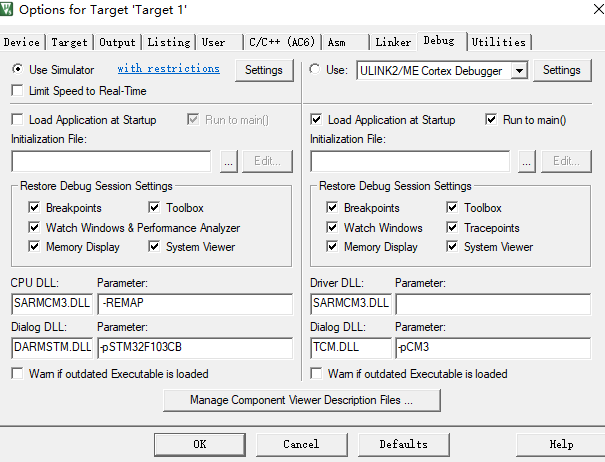 Options for Target 'Target 1'
Device Target Output Listing User C/C++ (AC6) Asm Linker Debug Utilities
Use Simulator with restrictions Settings
Limit Speed to Real-Time
Use: ULINK2/ME Cortex Debugger Settings
Load Application at Startup Run to main()
Initialization File:
... Edit...
Load Application at Startup Run to main()
Initialization File:
... Edit...
Restore Debug Session Settings
Breakpoints Toolbox
Watch Windows & Performance Analyzer
Memory Display System Viewer
Restore Debug Session Settings
Breakpoints Toolbox
Watch Windows Tracepoints
Memory Display System Viewer
CPU DLL: Parameter:
SARMCM3.DLL -REMAP
Dialog DLL: Parameter:
DARMSTM.DLL -pSTM32F103CB
Warn if outdated Executable is loaded
Driver DLL: Parameter:
SARMCM3.DLL
Dialog DLL: Parameter:
TCM.DLL -pCM3
Warn if outdated Executable is loaded
Manage Component Viewer Description Files ...
OK Cancel Defaults Help